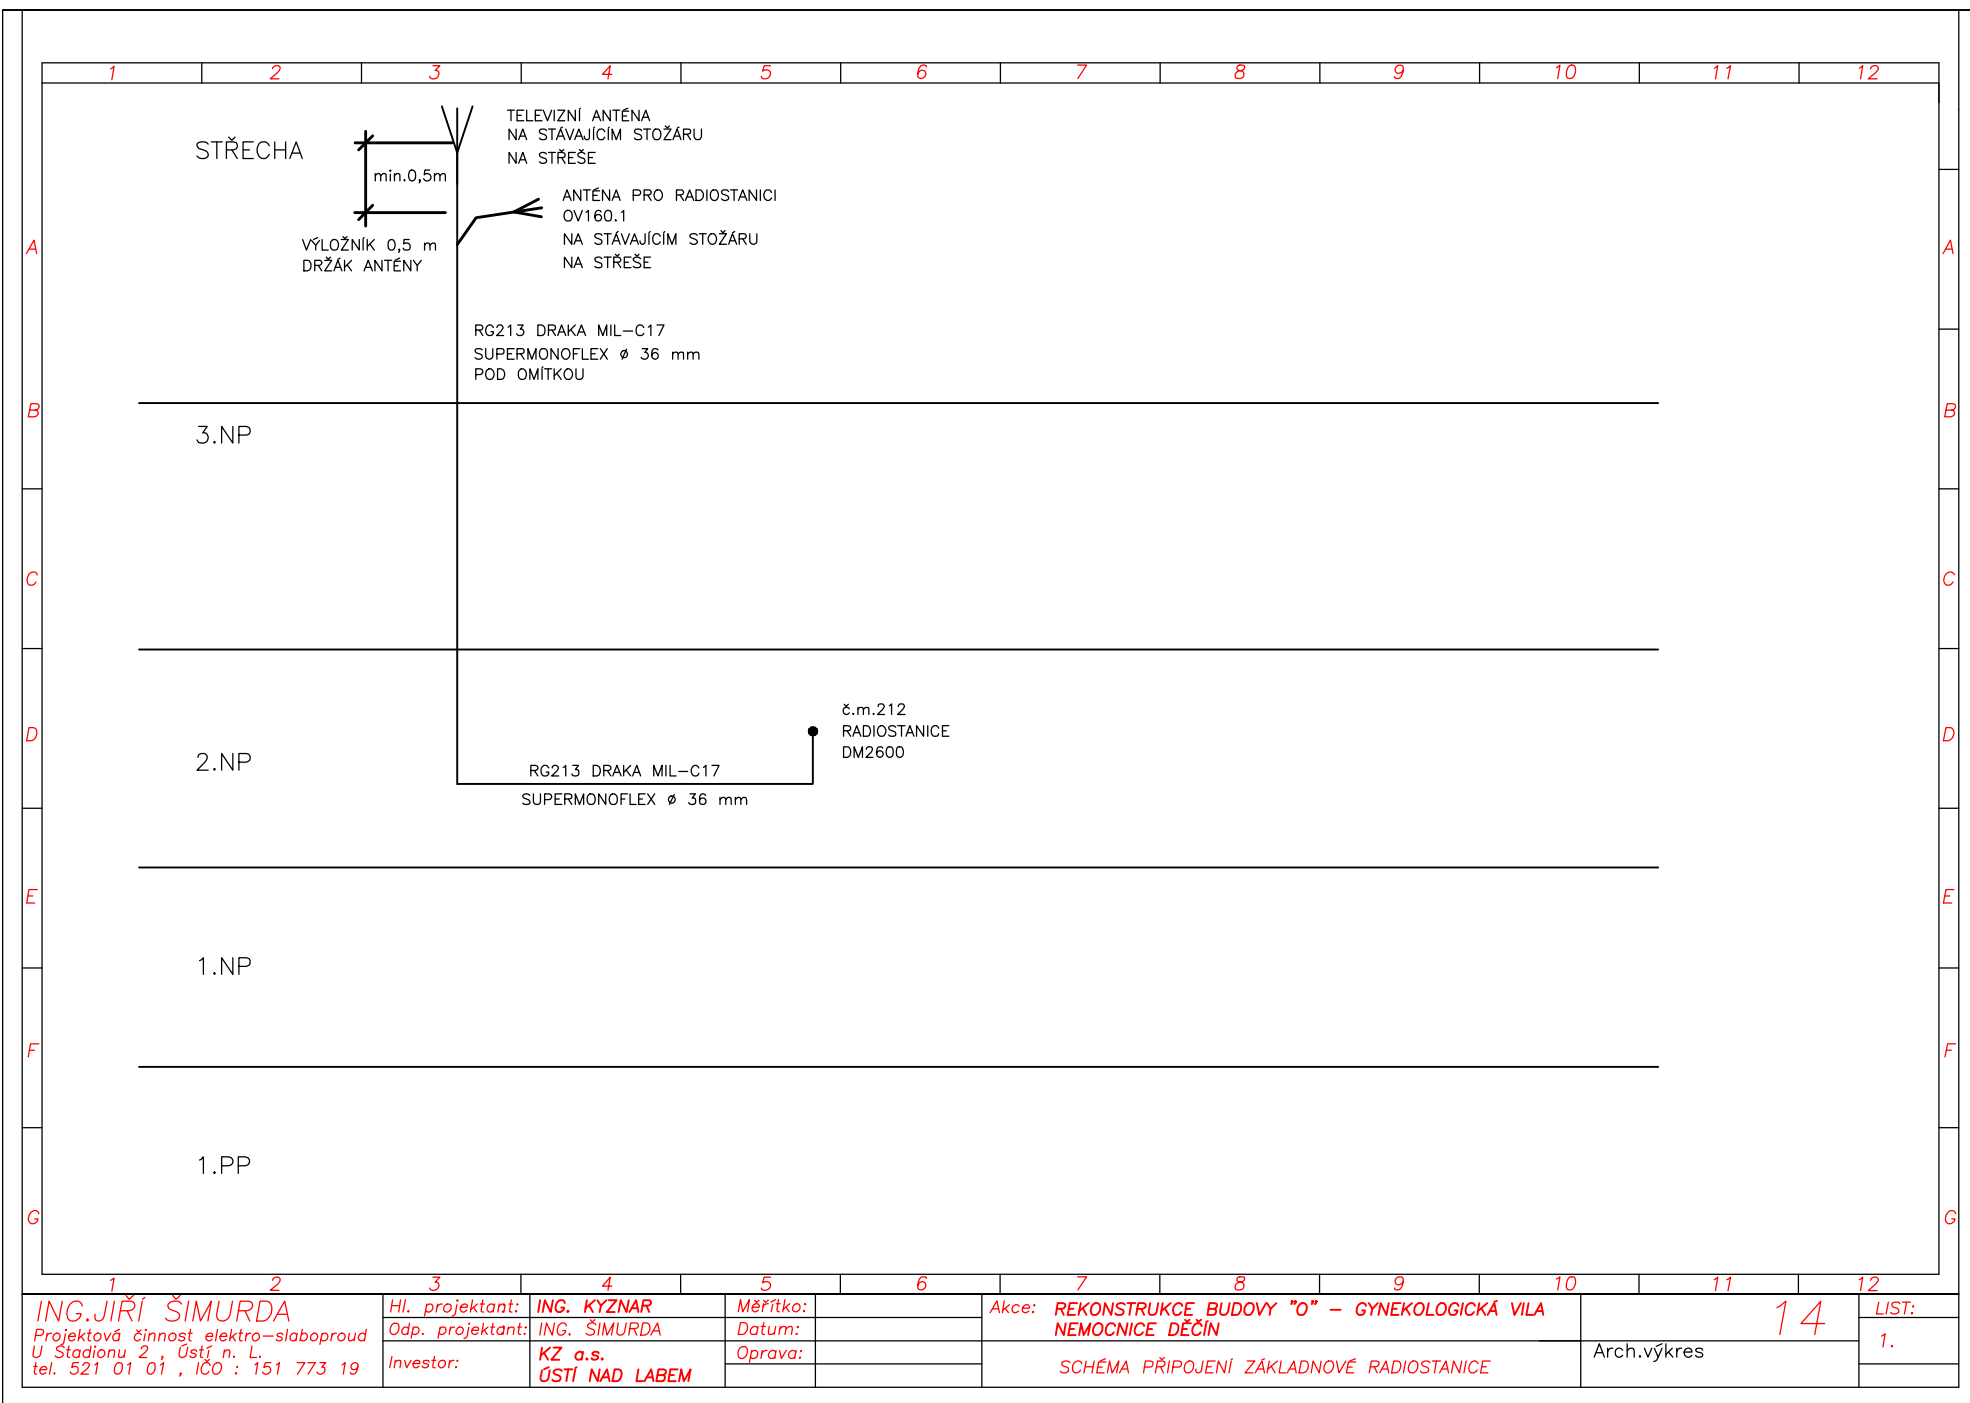 1 2 3 4 5 6 7 8 9 10 11 12
STŘECHA
TELEVIZNÍ ANTÉNA
NA STÁVAJÍCÍM STOŽÁRU
NA STŘEŠE
min.0,5m
ANTÉNA PRO RADIOSTANICI
OV160.1
NA STÁVAJÍCÍM STOŽÁRU
NA STŘEŠE
VÝLOŽNÍK 0,5 m
DRŽÁK ANTÉNY
A A
RG213 DRAKA MIL-C17
SUPERMONOFLEX ø 36 mm
POD OMÍTKOU
B B
3.NP
C C
č.m.212
RADIOSTANICE
DM2600
D D
2.NP
RG213 DRAKA MIL-C17
SUPERMONOFLEX ø 36 mm
E E
1.NP
F F
1.PP
G G
1 2 3 4 5 6 7 8 9 10 11 12
ING.JIŘÍ ŠIMURDA
Projektová činnost elektro-slaboproud
U Stadionu 2 , Ústí n. L.
tel. 521 01 01 , IČO : 151 773 19
Hl. projektant: ING. KYZNAR
Odp. projektant: ING. ŠIMURDA
Investor: KZ a.s.
ÚSTÍ NAD LABEM
Měřítko:
Datum:
Oprava:
Akce: REKONSTRUKCE BUDOVY "O" - GYNEKOLOGICKÁ VILA
NEMOCNICE DĚČÍN
SCHÉMA PŘIPOJENÍ ZÁKLADNOVÉ RADIOSTANICE
14
Arch.výkres
LIST:
1.